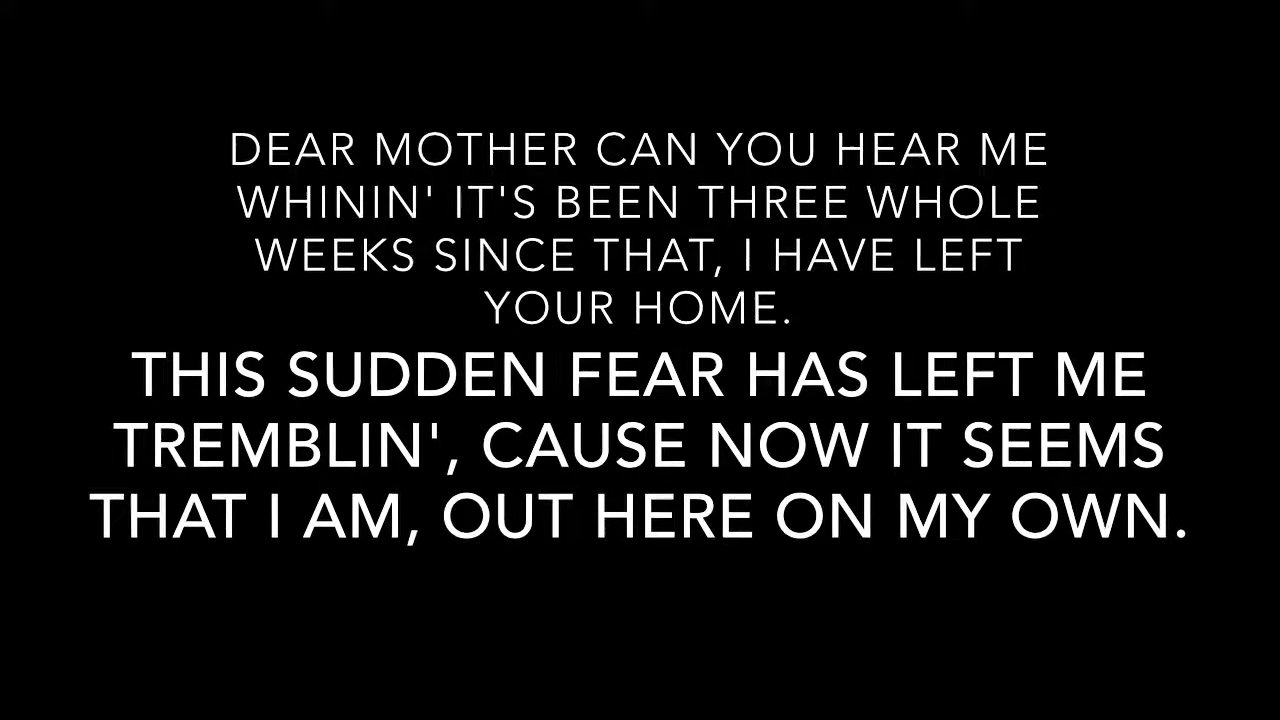 DEAR MOTHER CAN YOU HEAR ME
WHININ' IT'S BEEN THREE WHOLE
WEEKS SINCE THAT, I HAVE LEFT
YOUR HOME.
THIS SUDDEN FEAR HAS LEFT ME
TREMBLIN', CAUSE NOW IT SEEMS
THAT I AM, OUT HERE ON MY OWN.